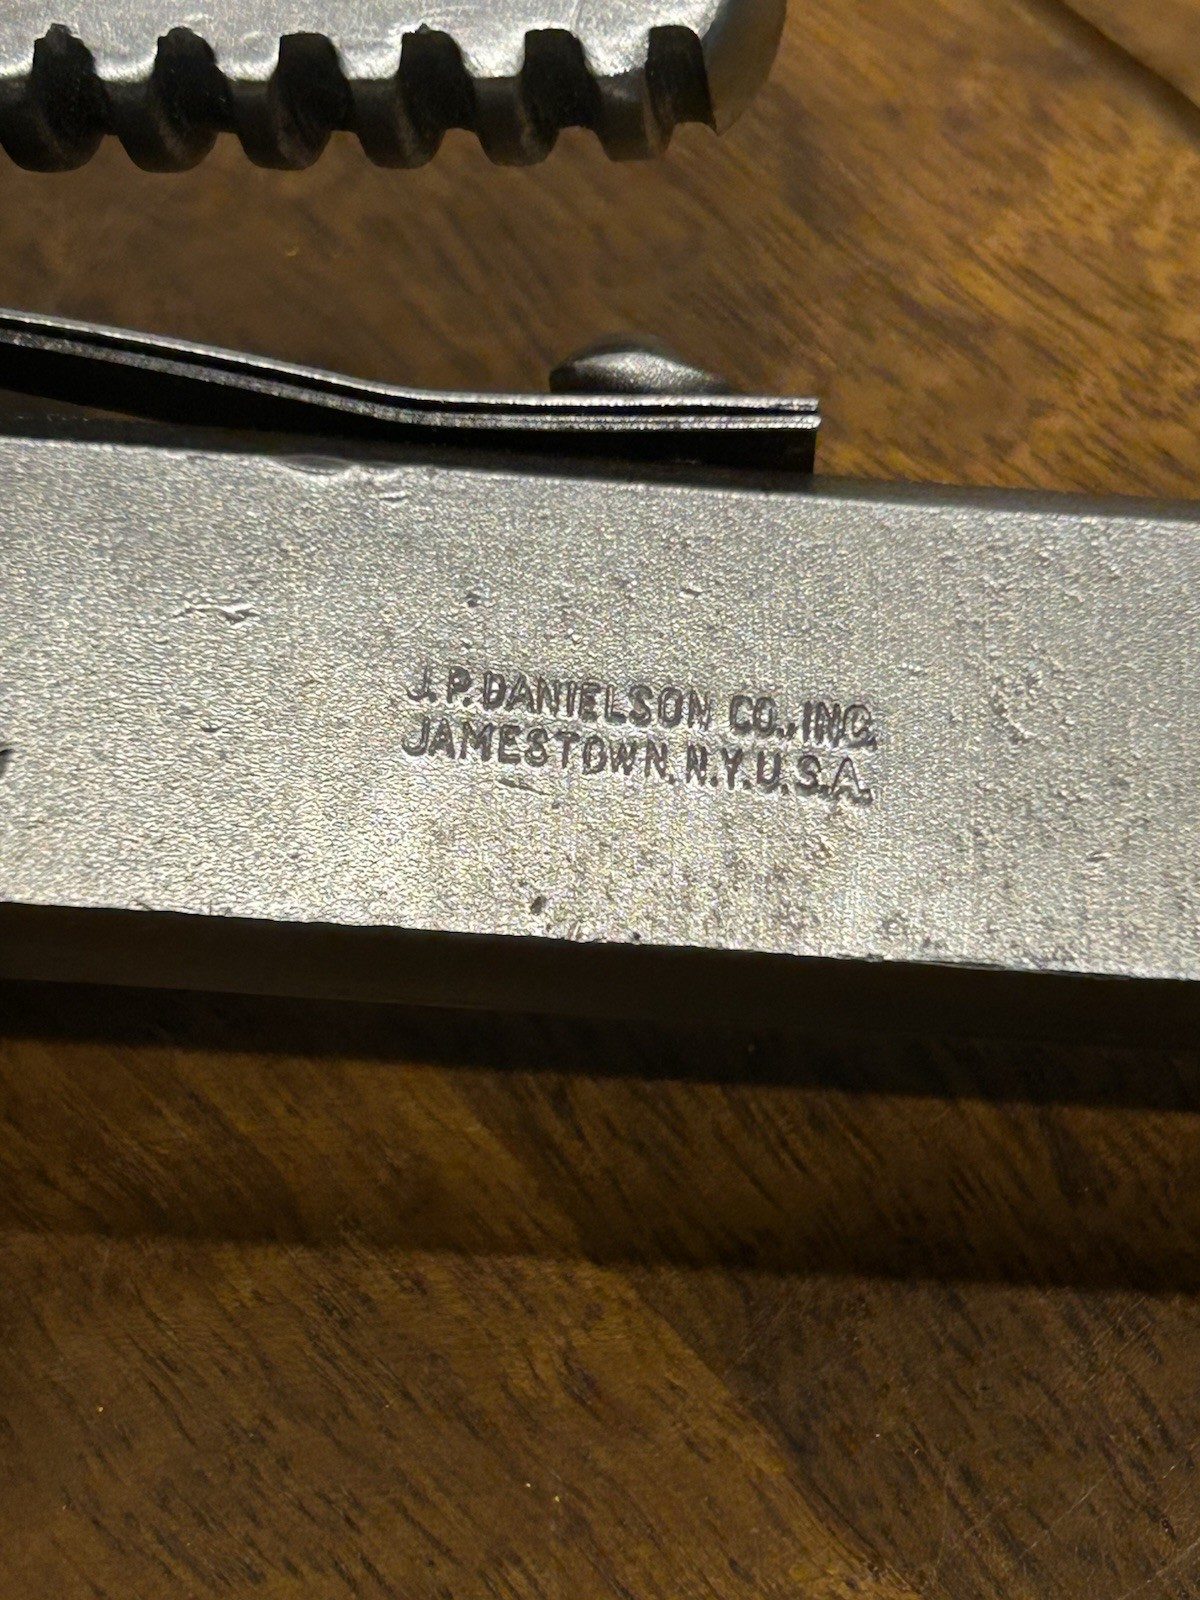 J.P. DANIELSON CO., INC.
JAMESTOWN, N.Y.U.S.A.